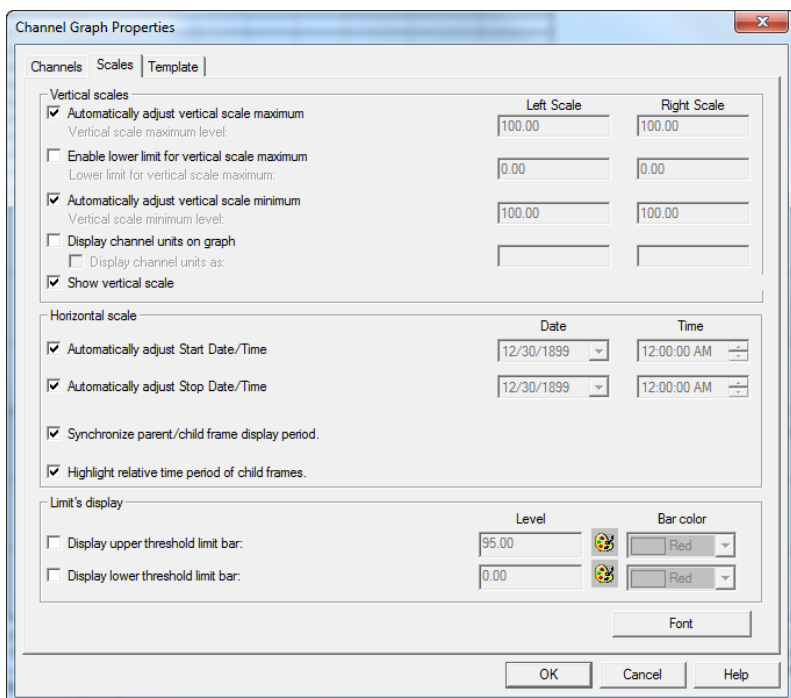 Channel Graph Properties
Channels Scales Template
Vertical scales
Left Scale Right Scale
Automatically adjust vertical scale maximum
Vertical scale maximum level: 100.00 100.00
Enable lower limit for vertical scale maximum
Lower limit for vertical scale maximum: 0.00 0.00
Automatically adjust vertical scale minimum
Vertical scale minimum level: 100.00 100.00
Display channel units on graph
Display channel units as:
Show vertical scale
Horizontal scale
Date Time
Automatically adjust Start Date/Time 12/30/1899 12:00:00 AM
Automatically adjust Stop Date/Time 12/30/1899 12:00:00 AM
Synchronize parent/child frame display period.
Highlight relative time period of child frames.
Limit's display
Level Bar color
Display upper threshold limit bar: 95.00 Red
Display lower threshold limit bar: 0.00 Red
Font
OK Cancel Help